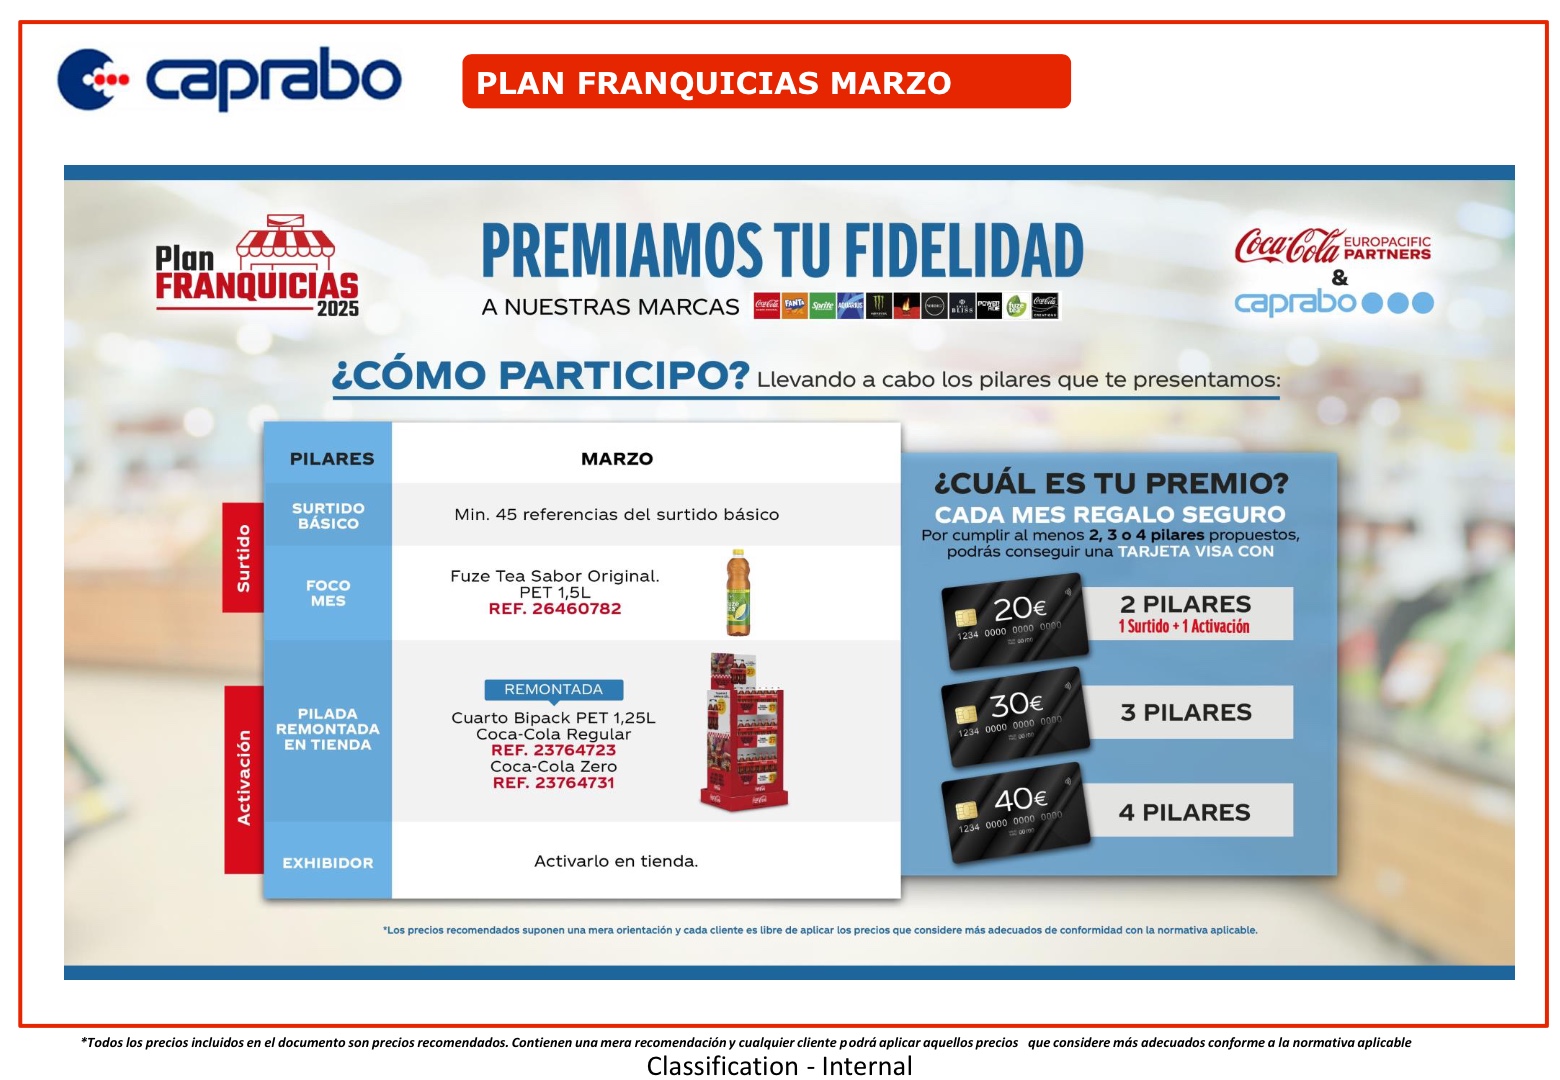 caprabo
PLAN FRANQUICIAS MARZO
Plan
FRANQUICIAS
2025
PREMIAMOS TU FIDELIDAD
A NUESTRAS MARCAS
Coca-Cola EUROPACIFIC
PARTNERS
&
caprabo
¿CÓMO PARTICIPO? Llevando a cabo los pilares que te presentamos:
PILARES
MARZO
Surtido
SURTIDO
BÁSICO
Min. 45 referencias del surtido básico
FOCO
MES
Fuze Tea Sabor Original.
PET 1,5L
REF. 26460782
Activación
PILADA
REMONTADA
EN TIENDA
REMONTADA
Cuarto Bipack PET 1,25L
Coca-Cola Regular
REF. 23764723
Coca-Cola Zero
REF. 23764731
EXHIBIDOR
Activarlo en tienda.
¿CUÁL ES TU PREMIO?
CADA MES REGALO SEGURO
Por cumplir al menos 2, 3 o 4 pilares propuestos,
podrás conseguir una TARJETA VISA CON
20€
1234 0000 0000 0000
2 PILARES
1 Surtido + 1 Activación
30€
1234 0000 0000 0000
3 PILARES
40€
1234 0000 0000 0000
4 PILARES
*Los precios recomendados suponen una mera orientación y cada cliente es libre de aplicar los precios que considere más adecuados de conformidad con la normativa aplicable.
*Todos los precios incluidos en el documento son precios recomendados. Contienen una mera recomendación y cualquier cliente podrá aplicar aquellos precios que considere más adecuados conforme a la normativa aplicable
Classification - Internal